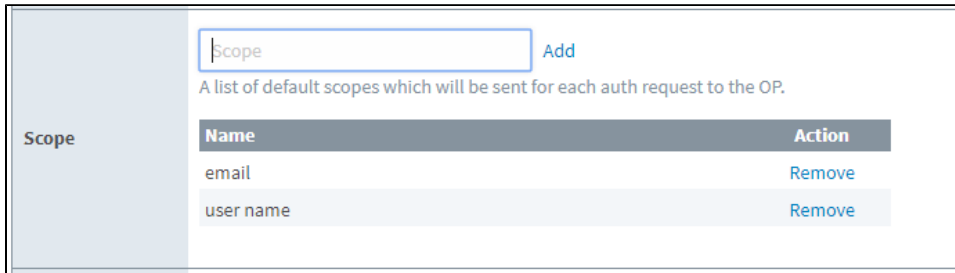 Scope Add
A list of default scopes which will be sent for each auth request to the OP.
Scope
Name Action
email Remove
user name Remove